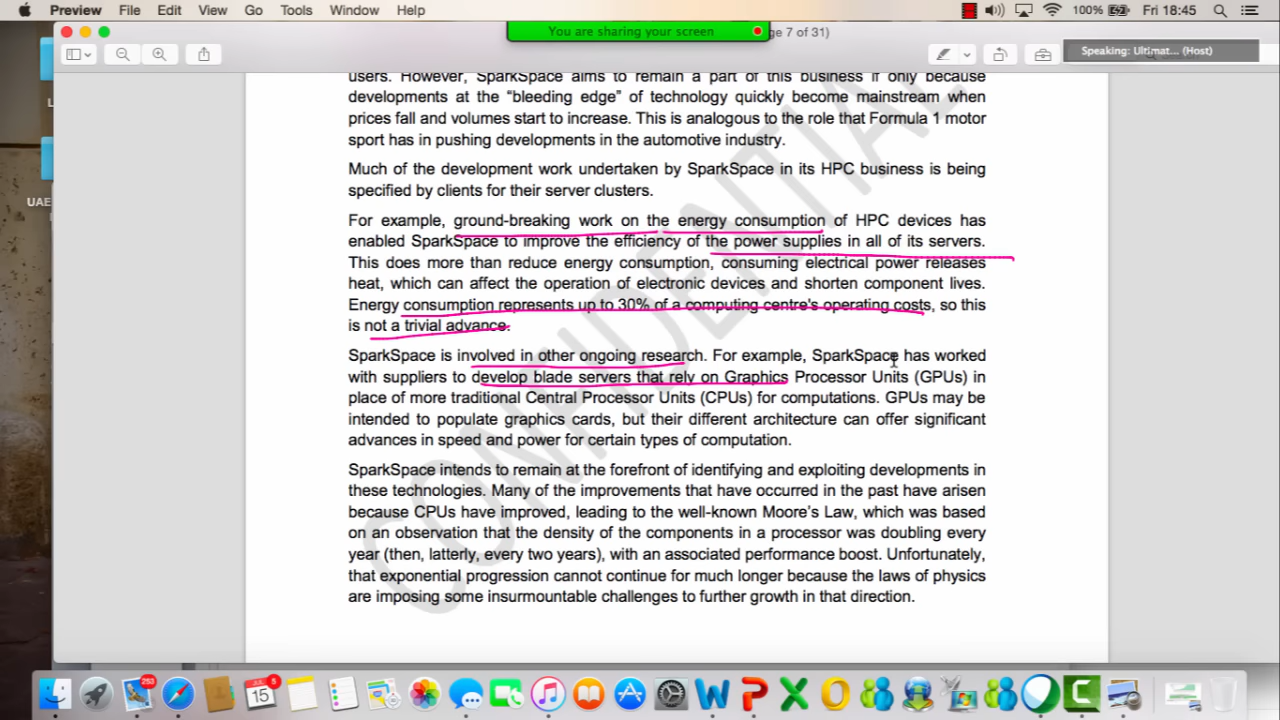 Preview File Edit View Go Tools Window Help 100% Fri 18:45
You are sharing your screen
ge 7 of 31)
Speaking: Ultimat... (Host)
users. However, SparkSpace aims to remain a part of this business if only because
developments at the “bleeding edge” of technology quickly become mainstream when
prices fall and volumes start to increase. This is analogous to the role that Formula 1 motor
sport has in pushing developments in the automotive industry.
Much of the development work undertaken by SparkSpace in its HPC business is being
specified by clients for their server clusters.
For example, ground-breaking work on the energy consumption of HPC devices has
enabled SparkSpace to improve the efficiency of the power supplies in all of its servers.
This does more than reduce energy consumption, consuming electrical power releases
heat, which can affect the operation of electronic devices and shorten component lives.
Energy consumption represents up to 30% of a computing centre's operating costs, so this
is not a trivial advance.
SparkSpace is involved in other ongoing research. For example, SparkSpace has worked
with suppliers to develop blade servers that rely on Graphics Processor Units (GPUs) in
place of more traditional Central Processor Units (CPUs) for computations. GPUs may be
intended to populate graphics cards, but their different architecture can offer significant
advances in speed and power for certain types of computation.
SparkSpace intends to remain at the forefront of identifying and exploiting developments in
these technologies. Many of the improvements that have occurred in the past have arisen
because CPUs have improved, leading to the well-known Moore’s Law, which was based
on an observation that the density of the components in a processor was doubling every
year (then, latterly, every two years), with an associated performance boost. Unfortunately,
that exponential progression cannot continue for much longer because the laws of physics
are imposing some insurmountable challenges to further growth in that direction.
CONFIDENTIAL
UAE
253
JAN
15
5